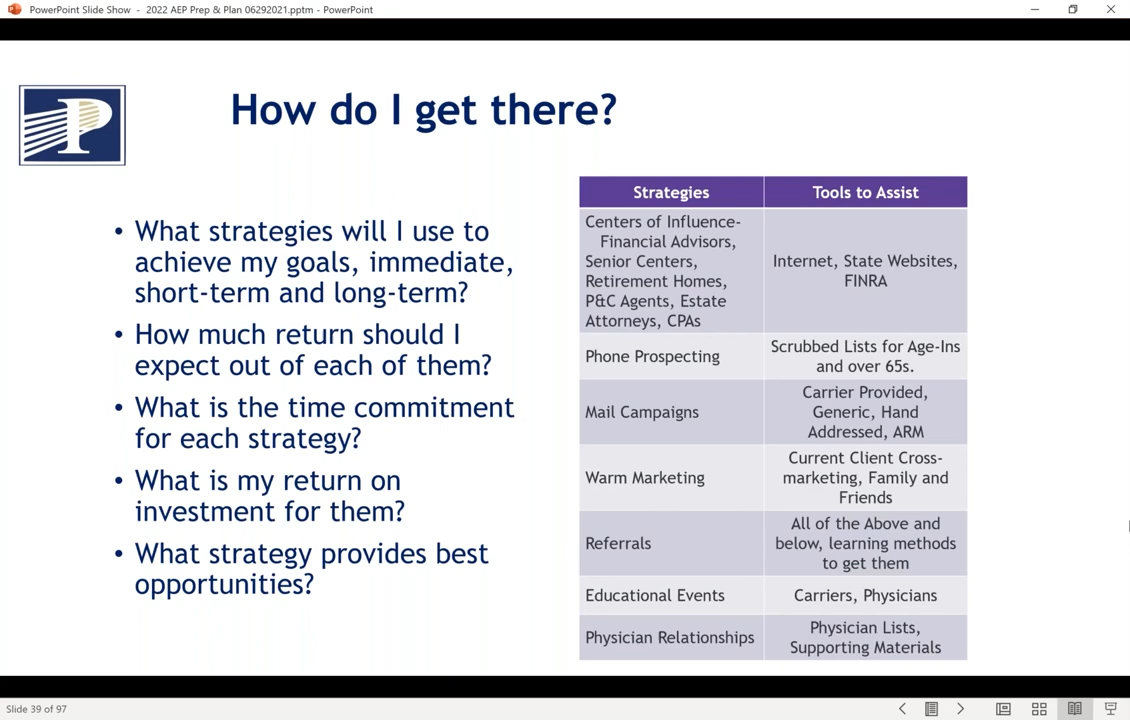 PowerPoint Slide Show - 2022 AEP Prep & Plan 06292021.pptm - PowerPoint
P
How do I get there?
• What strategies will I use to
achieve my goals, immediate,
short-term and long-term?
• How much return should I
expect out of each of them?
• What is the time commitment
for each strategy?
• What is my return on
investment for them?
• What strategy provides best
opportunities?
Strategies
Tools to Assist
Centers of Influence-
Financial Advisors,
Senior Centers,
Retirement Homes,
P&C Agents, Estate
Attorneys, CPAs
Internet, State Websites,
FINRA
Phone Prospecting
Scrubbed Lists for Age-Ins
and over 65s.
Mail Campaigns
Carrier Provided,
Generic, Hand
Addressed, ARM
Warm Marketing
Current Client Cross-
marketing, Family and
Friends
Referrals
All of the Above and
below, learning methods
to get them
Educational Events
Carriers, Physicians
Physician Relationships
Physician Lists,
Supporting Materials
Slide 39 of 97